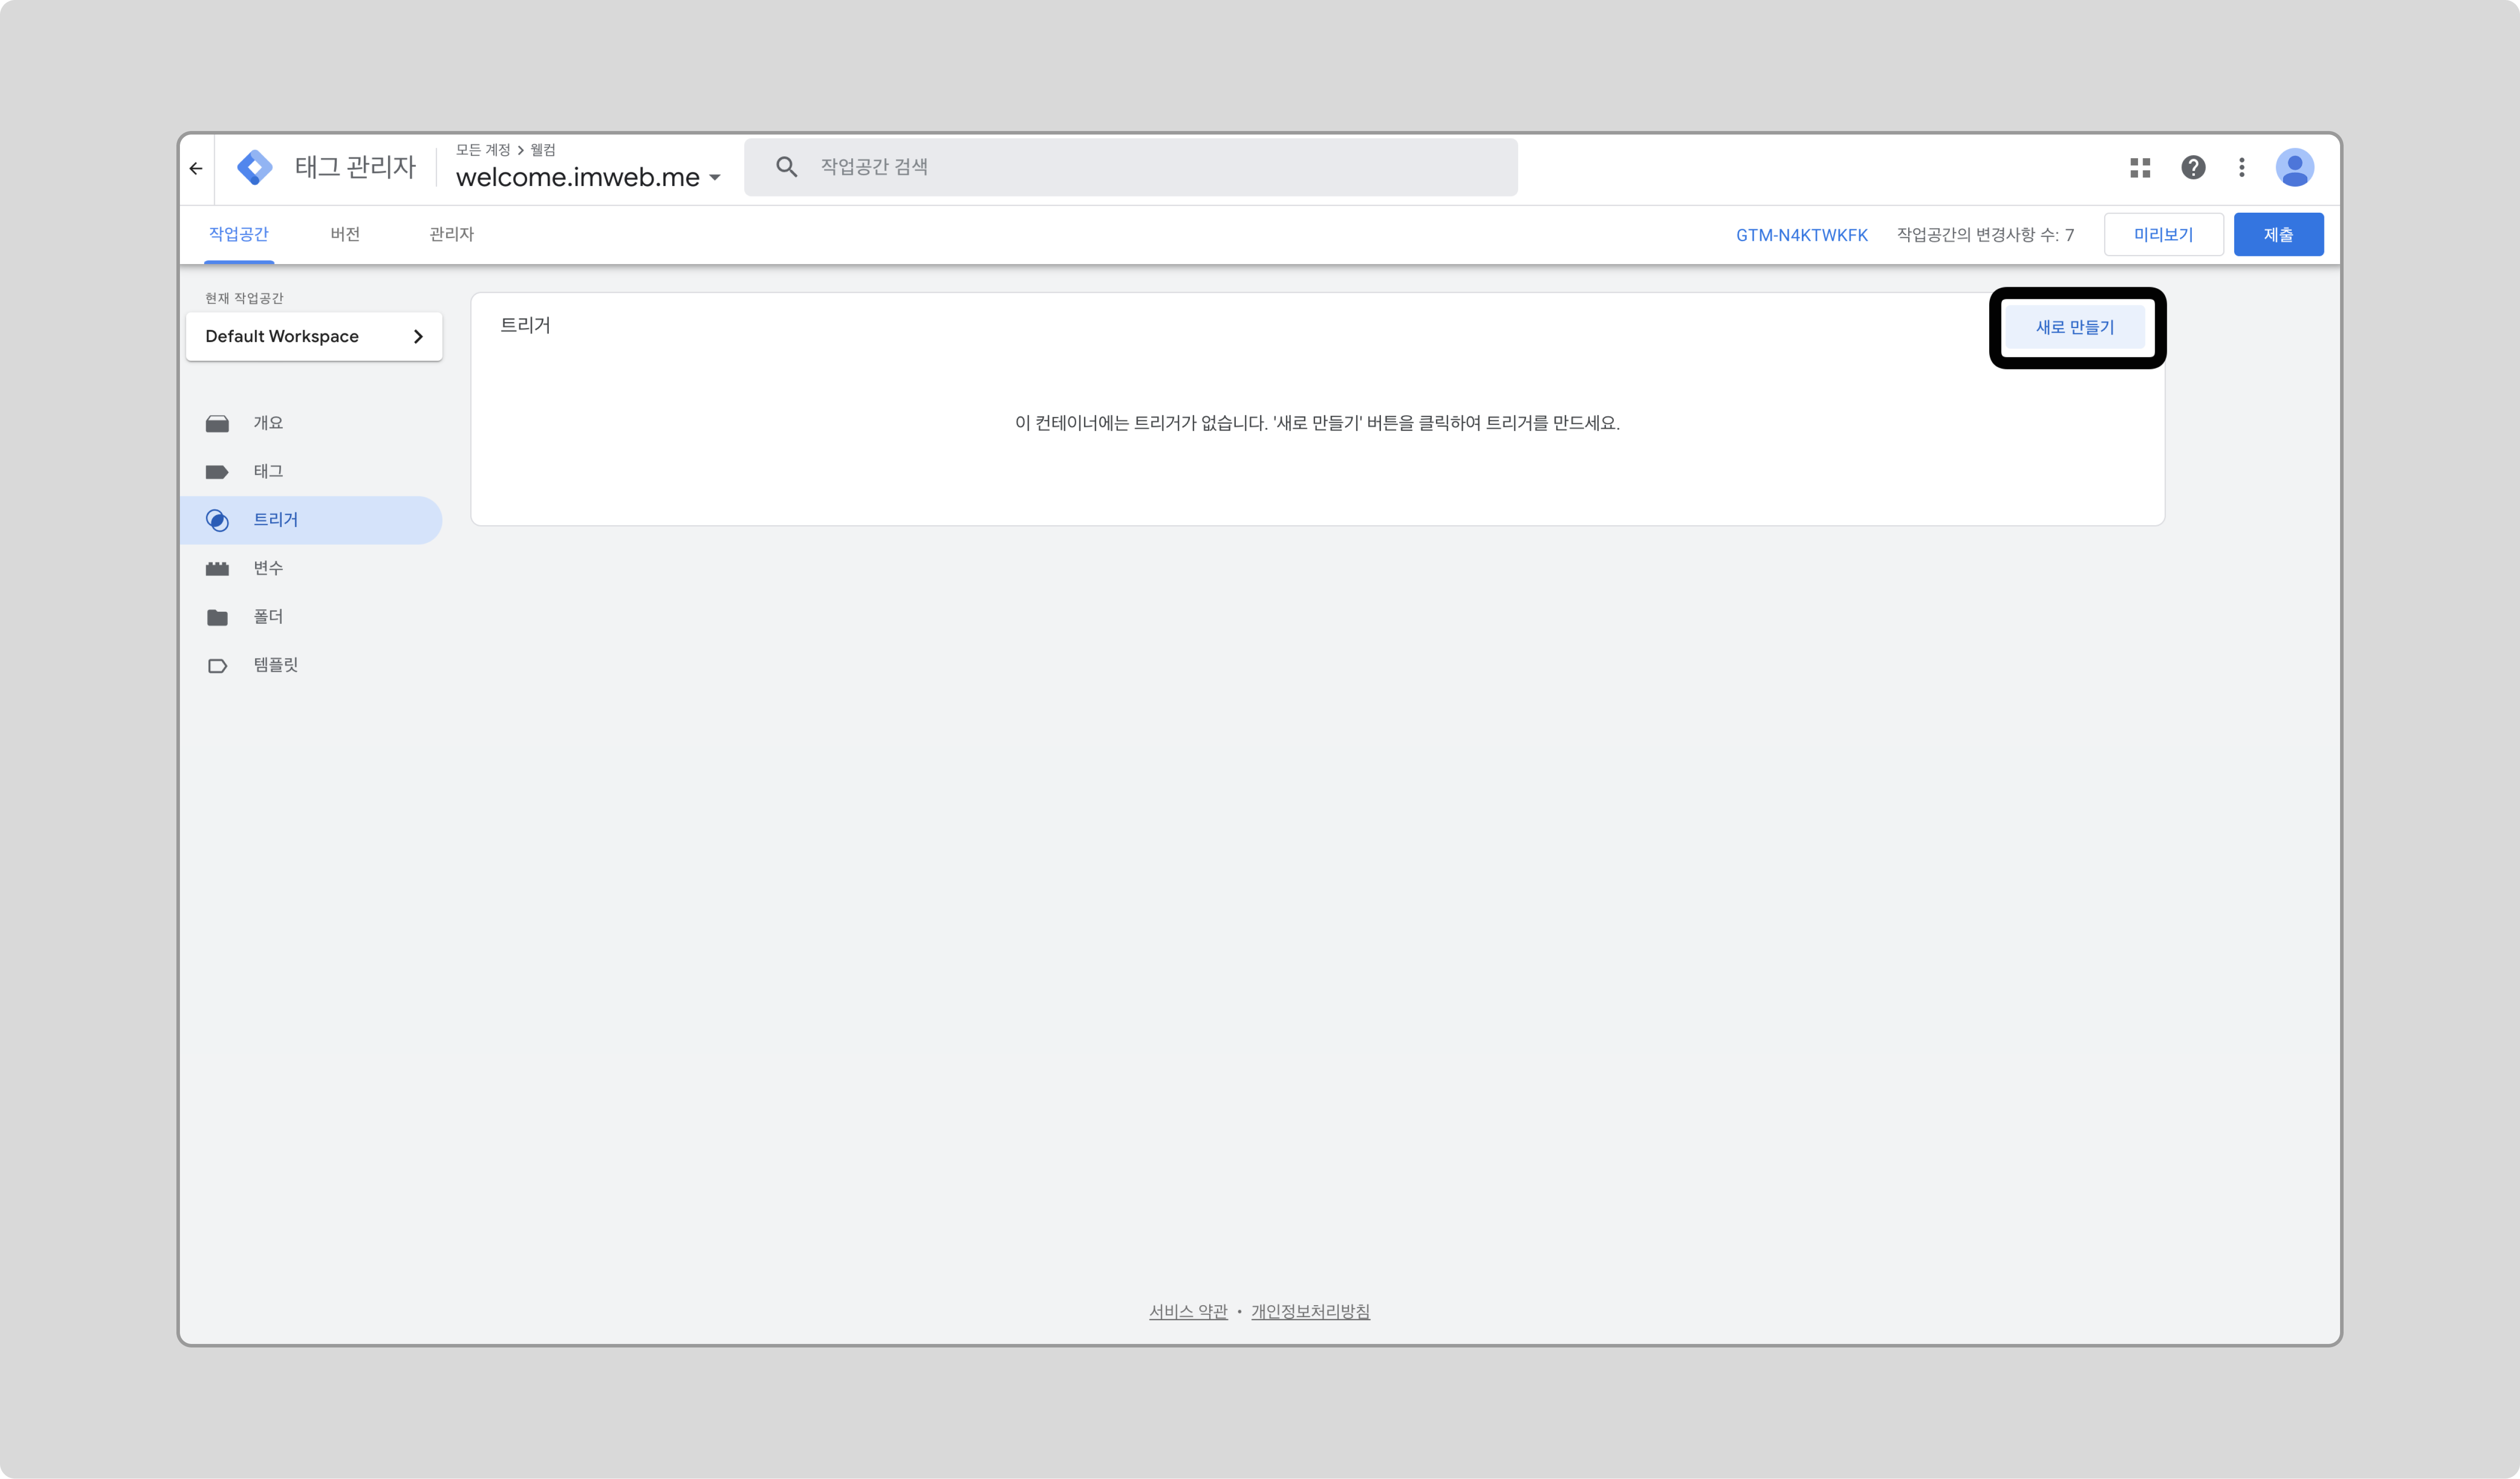 태그 관리자
모든 계정 > 웰컴
welcome.imweb.me
작업공간 검색
작업공간
버전
관리자
GTM-N4KTWKFK
작업공간의 변경사항 수: 7
미리보기
제출
현재 작업공간
Default Workspace
트리거
새로 만들기
이 컨테이너에는 트리거가 없습니다. '새로 만들기' 버튼을 클릭하여 트리거를 만드세요.
개요
태그
트리거
변수
폴더
템플릿
서비스 약관 • 개인정보처리방침